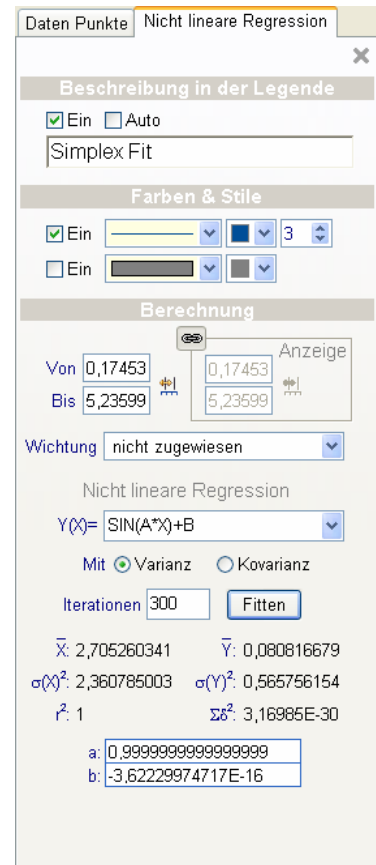 Daten Punkte Nicht lineare Regression
Beschreibung in der Legende
Ein Auto
Simplex Fit
Farben & Stile
Ein 3
Ein
Berechnung
Anzeige
Von 0,17453 0,17453
Bis 5,23599 5,23599
Wichtung nicht zugewiesen
Nicht lineare Regression
Y(X)= SIN(A*X)+B
Mit Varianz Kovarianz
Iterationen 300 Fitten
X̅: 2,705260341 Y̅: 0,080816679
σ(X)²: 2,360785003 σ(Y)²: 0,565756154
r²: 1 Σδ²: 3,16985E-30
a: 0,9999999999999999
b: -3,62229974717E-16